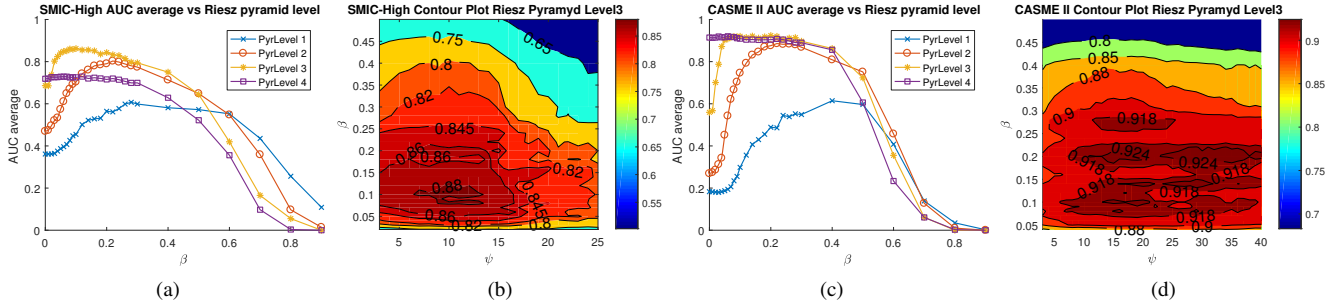 SMIC-High AUC average vs Riesz pyramid level
AUC average
1
0.8
0.6
0.4
0.2
0
0 0.2 0.4 0.6 0.8
β
PyrLevel 1
PyrLevel 2
PyrLevel 3
PyrLevel 4
(a)
SMIC-High Contour Plot Riesz Pyramyd Level3
β
0.5
0.45
0.4
0.35
0.3
0.25
0.2
0.15
0.1
0.05
5 10 15 20 25
ψ
0.65
0.75
0.8
0.82
0.845
0.86
0.86
0.82
0.88
0.845
0.86
0.82
0.85
0.8
0.75
0.7
0.65
0.6
0.55
(b)
CASME II AUC average vs Riesz pyramid level
AUC average
1
0.8
0.6
0.4
0.2
0
0 0.2 0.4 0.6 0.8
β
PyrLevel 1
PyrLevel 2
PyrLevel 3
PyrLevel 4
(c)
CASME II Contour Plot Riesz Pyramyd Level3
β
0.5
0.45
0.4
0.35
0.3
0.25
0.2
0.15
0.1
0.05
5 10 15 20 25 30 35 40
ψ
0.8
0.85
0.88
0.9
0.918
0.924
0.918
0.924
0.918
0.918
0.918
0.88
0.9
0.9
0.85
0.8
0.75
0.7
(d)